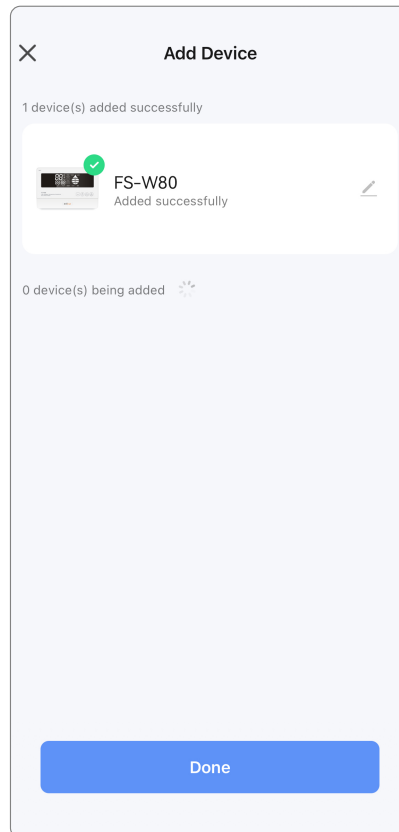 Add Device
1 device(s) added successfully
FS-W80
Added successfully
0 device(s) being added
Done